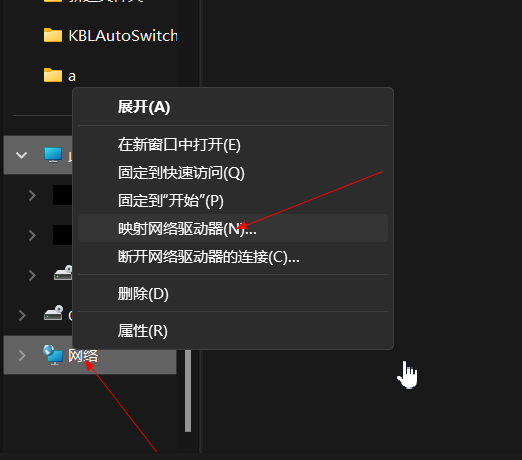 KBLAutoSwitch
a
展开(A)
在新窗口中打开(E)
固定到快速访问(Q)
固定到"开始"(P)
映射网络驱动器(N)...
断开网络驱动器的连接(C)...
删除(D)
属性(R)
网络